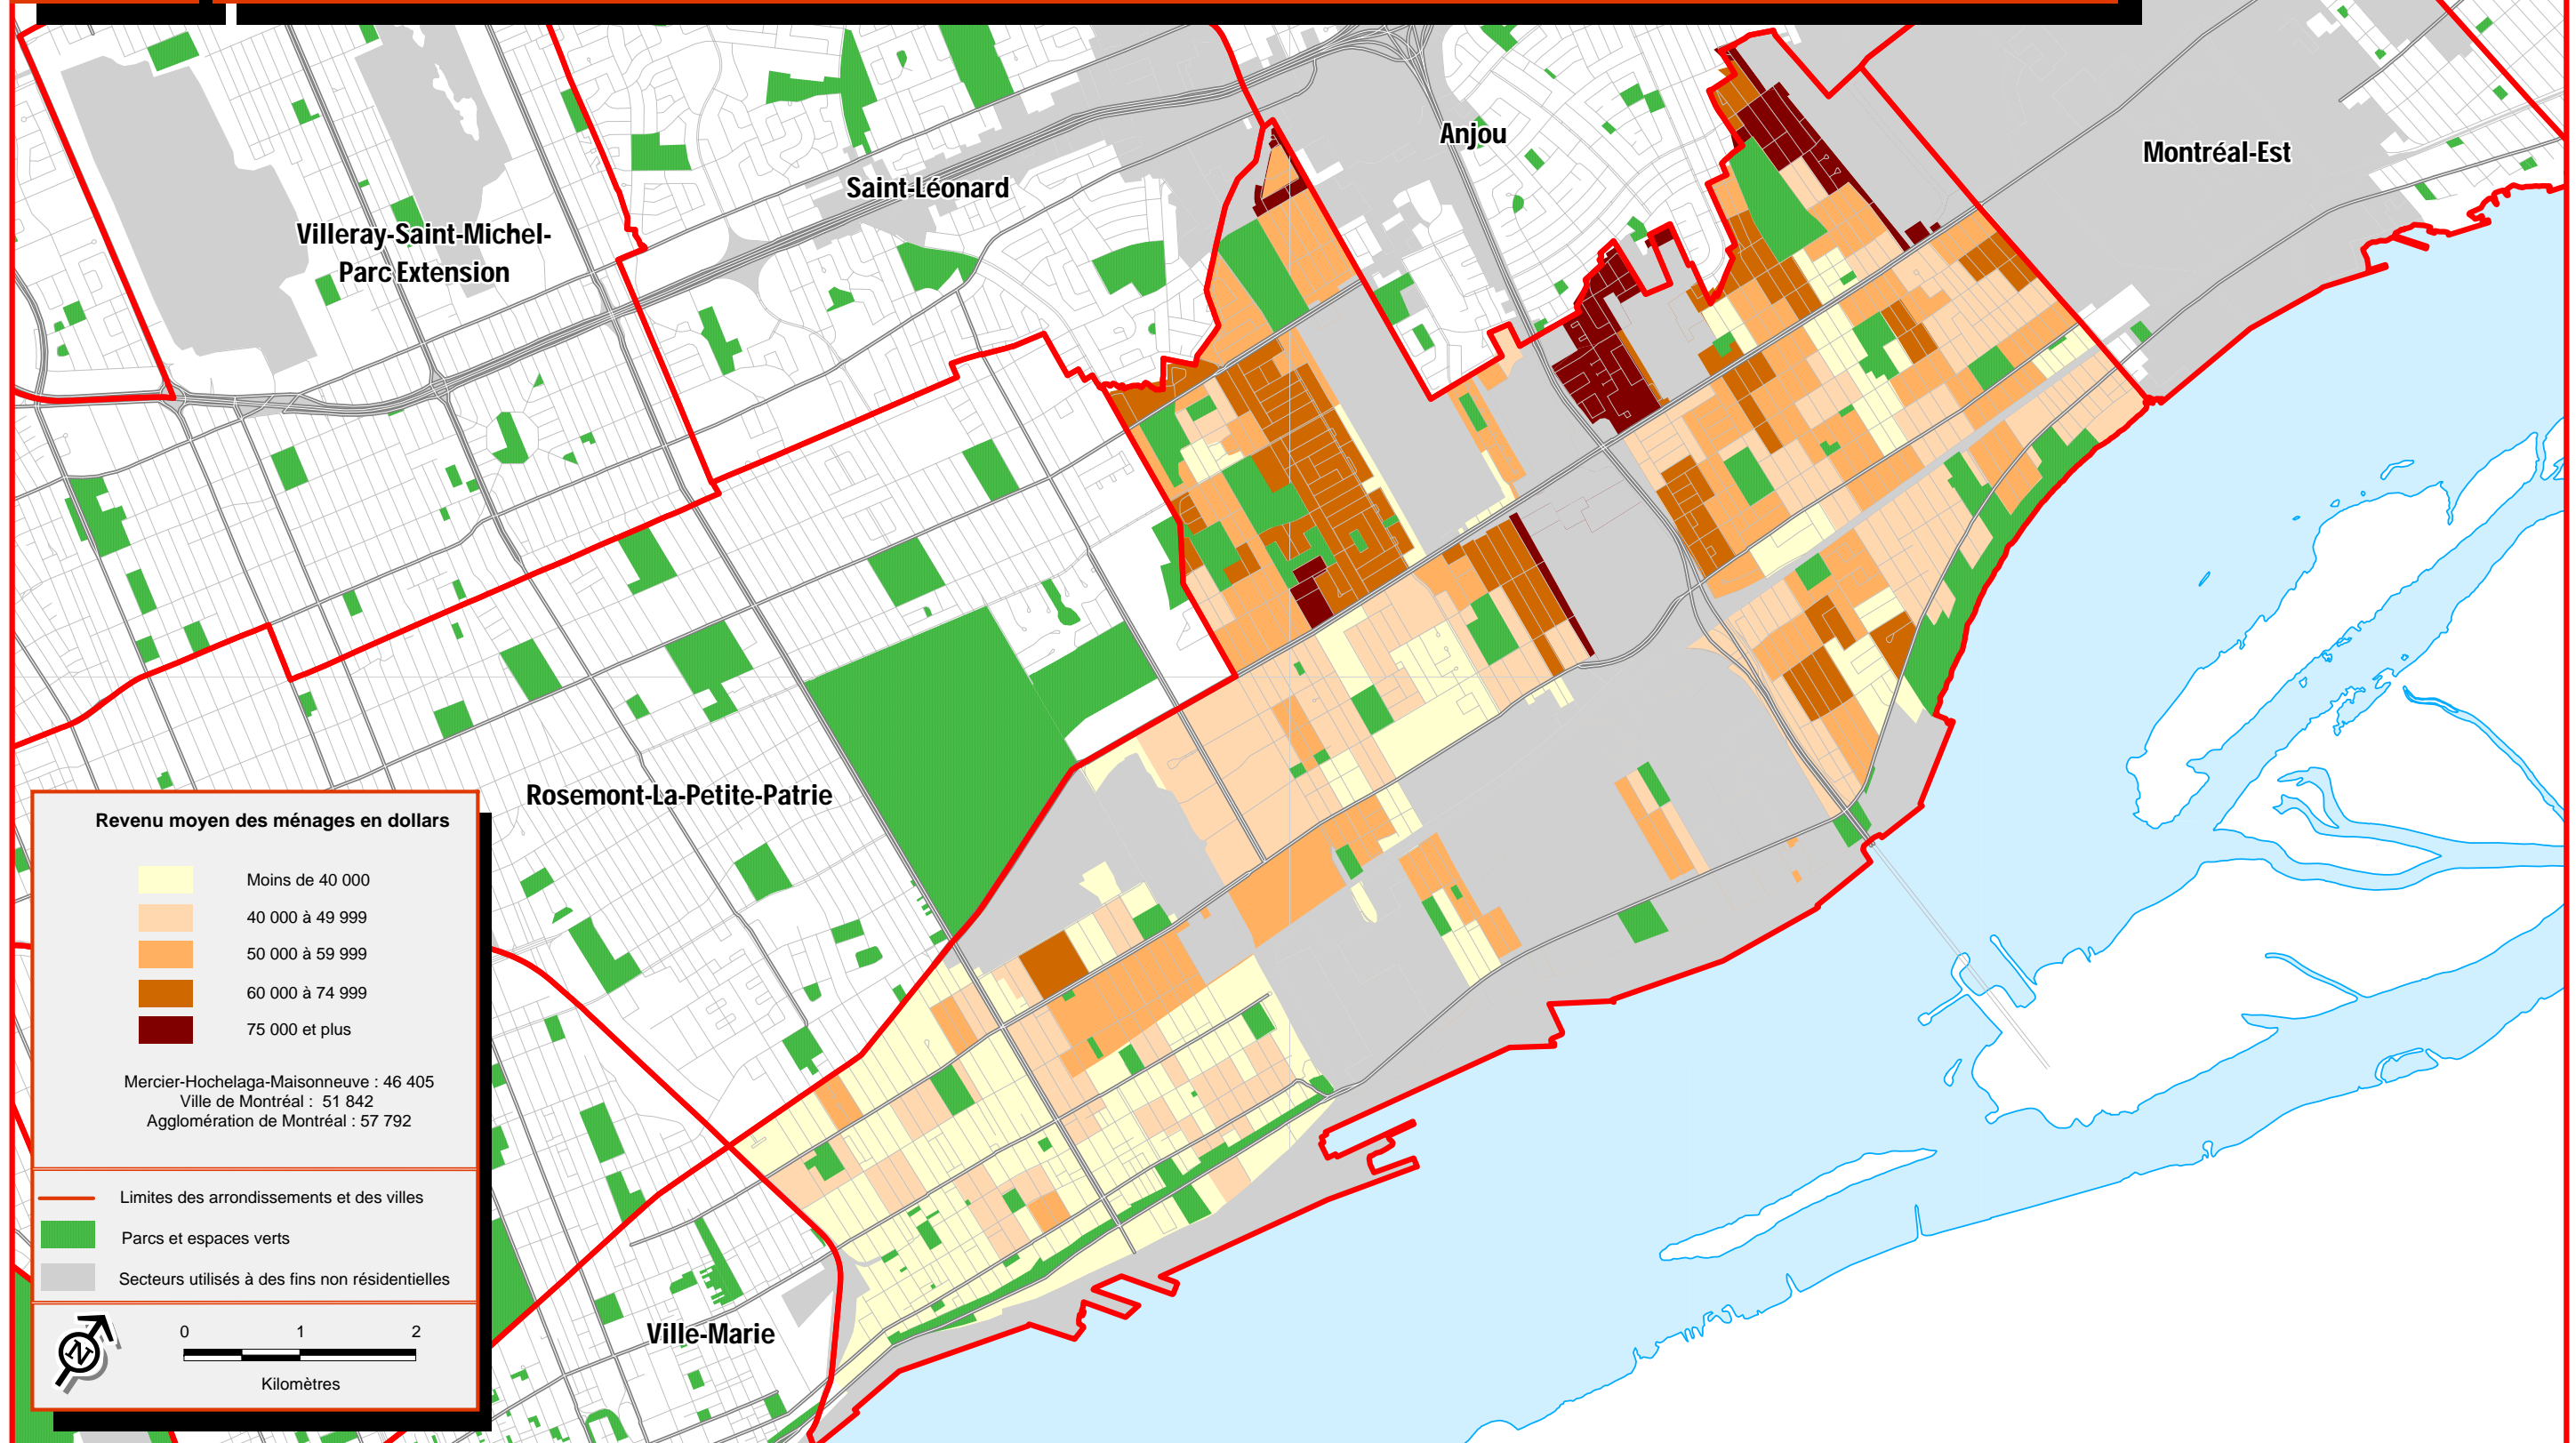 Anjou
Montréal-Est
Saint-Léonard
Villeray-Saint-Michel-
Parc Extension
Rosemont-La-Petite-Patrie
Ville-Marie
Revenu moyen des ménages en dollars
Moins de 40 000
40 000 à 49 999
50 000 à 59 999
60 000 à 74 999
75 000 et plus
Mercier-Hochelaga-Maisonneuve : 46 405
Ville de Montréal : 51 842
Agglomération de Montréal : 57 792
Limites des arrondissements et des villes
Parcs et espaces verts
Secteurs utilisés à des fins non résidentielles
N
0 1 2
Kilomètres